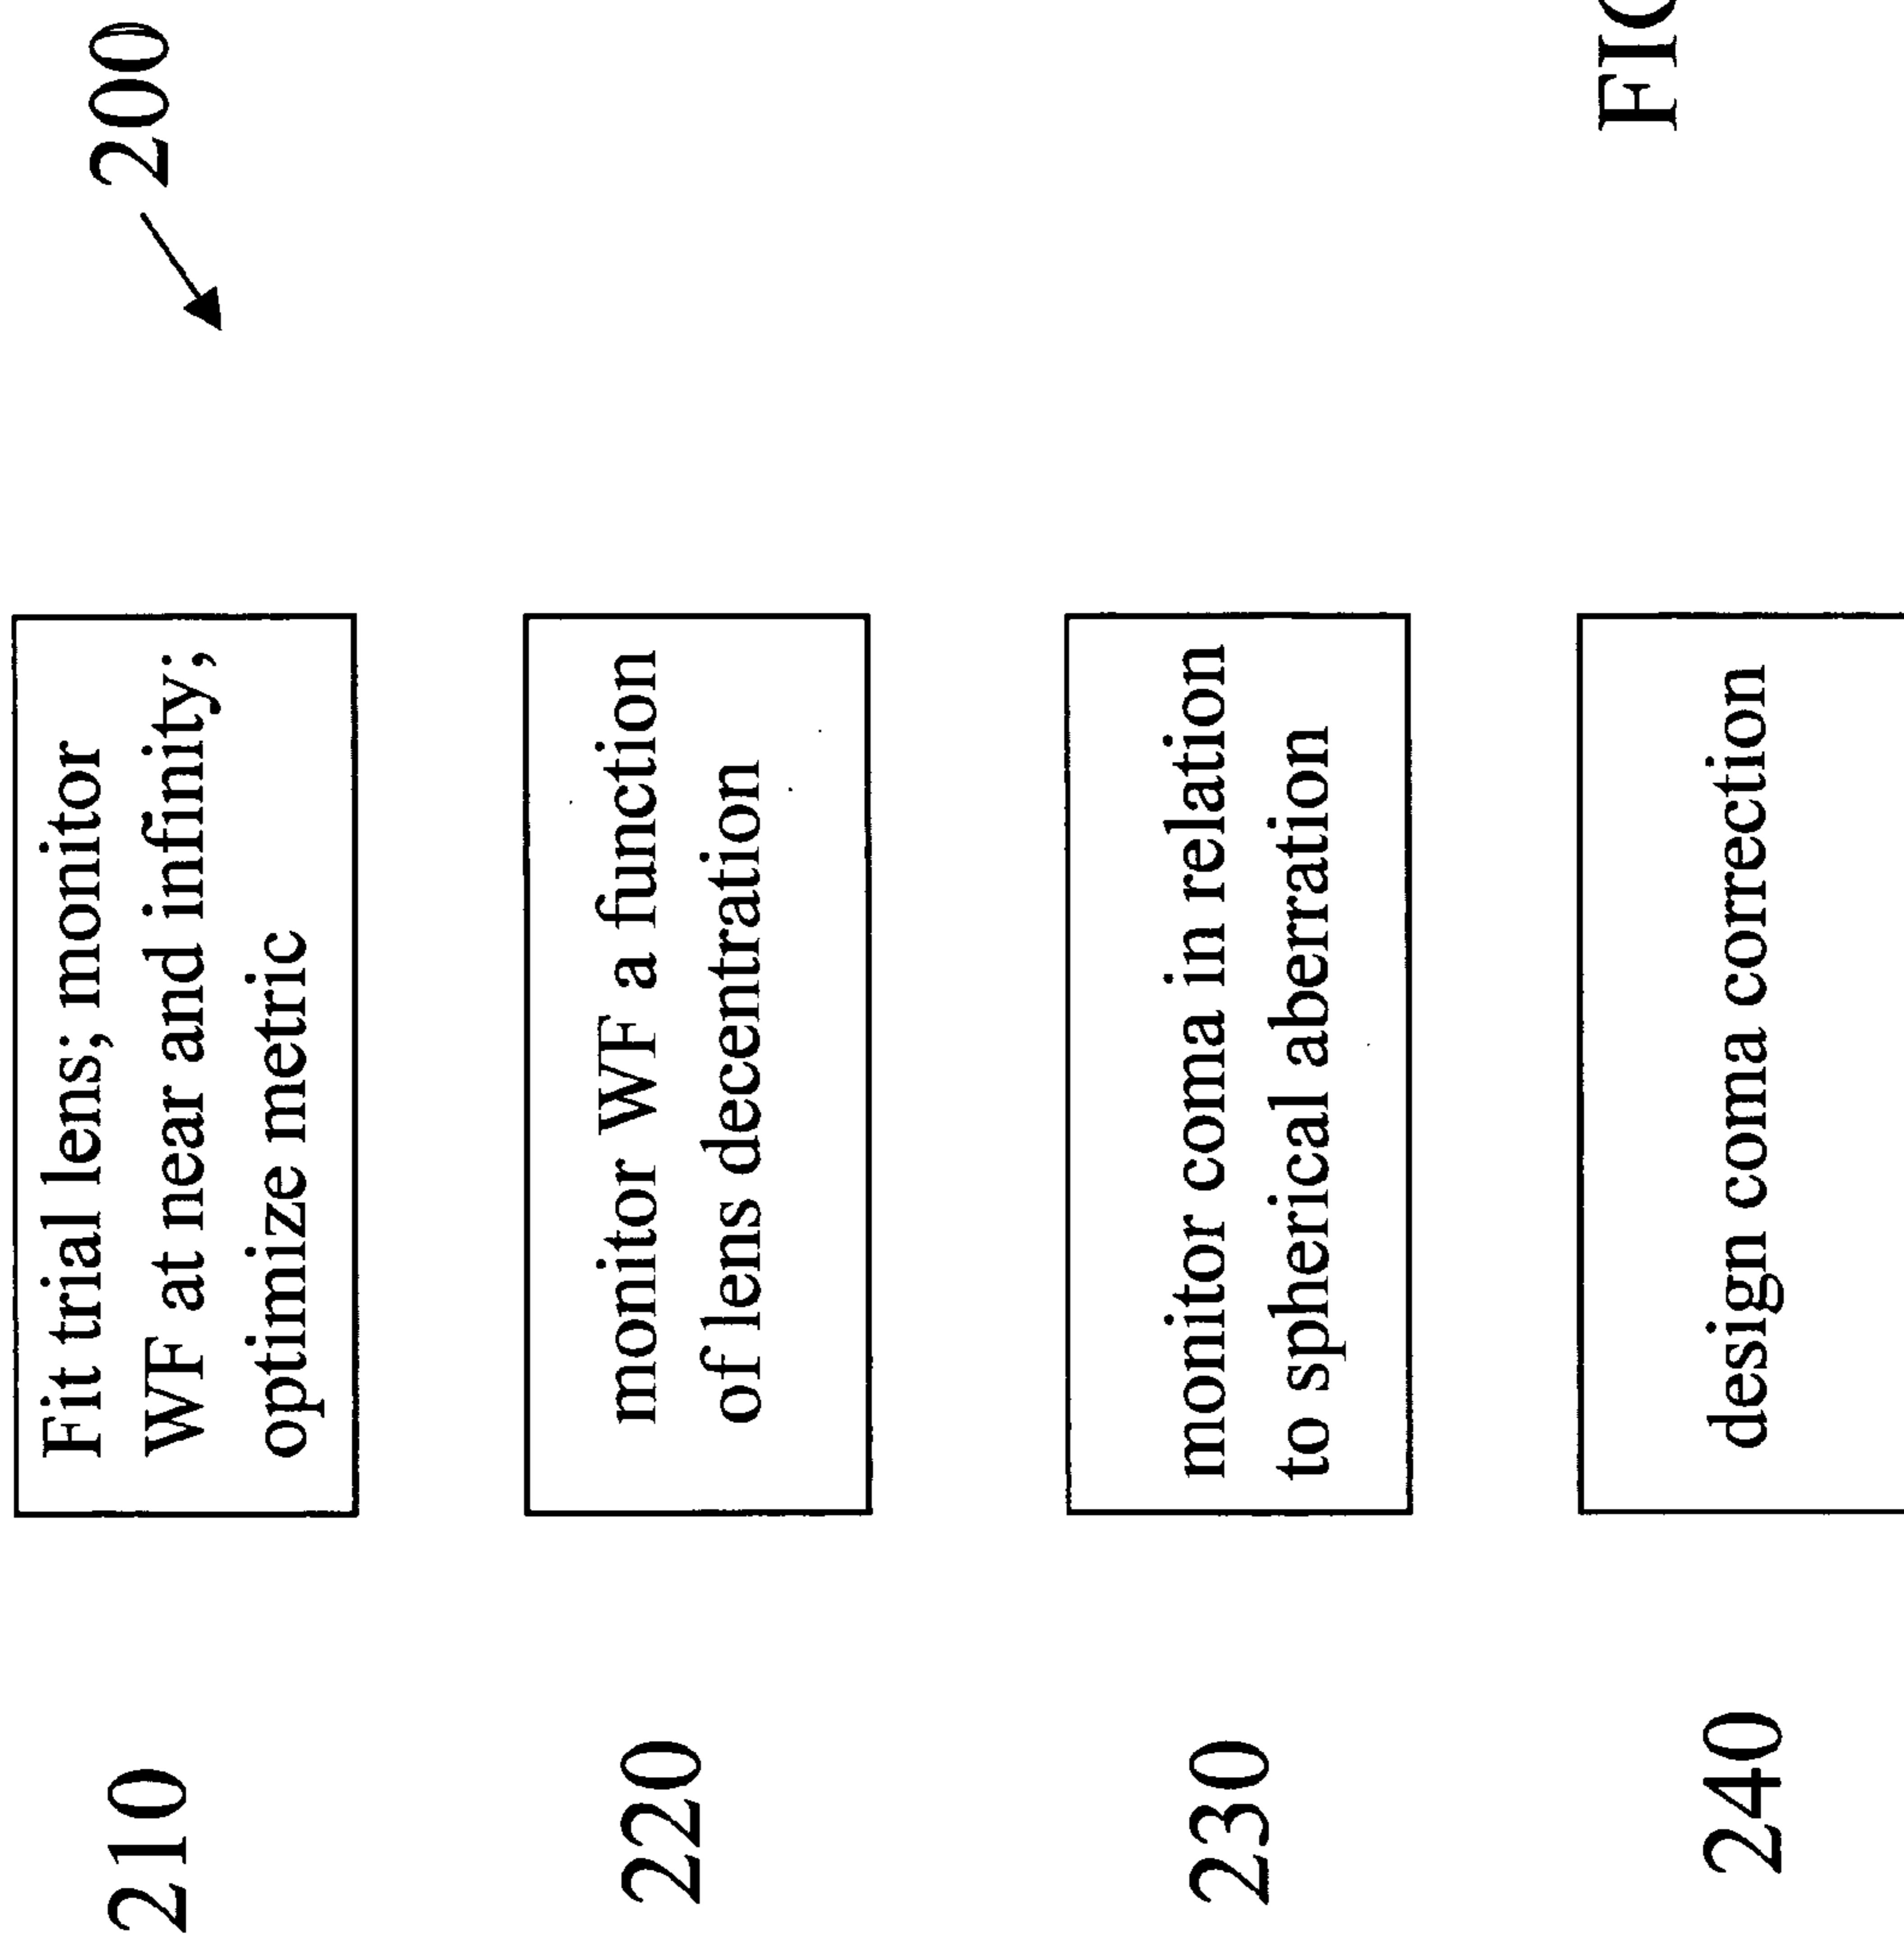 200
210
Fit trial lens; monitor
WF at near and infinity;
optimize metric
220
monitor WF a function
of lens decentration
230
monitor coma in relation
to spherical aberration
240
design coma correction